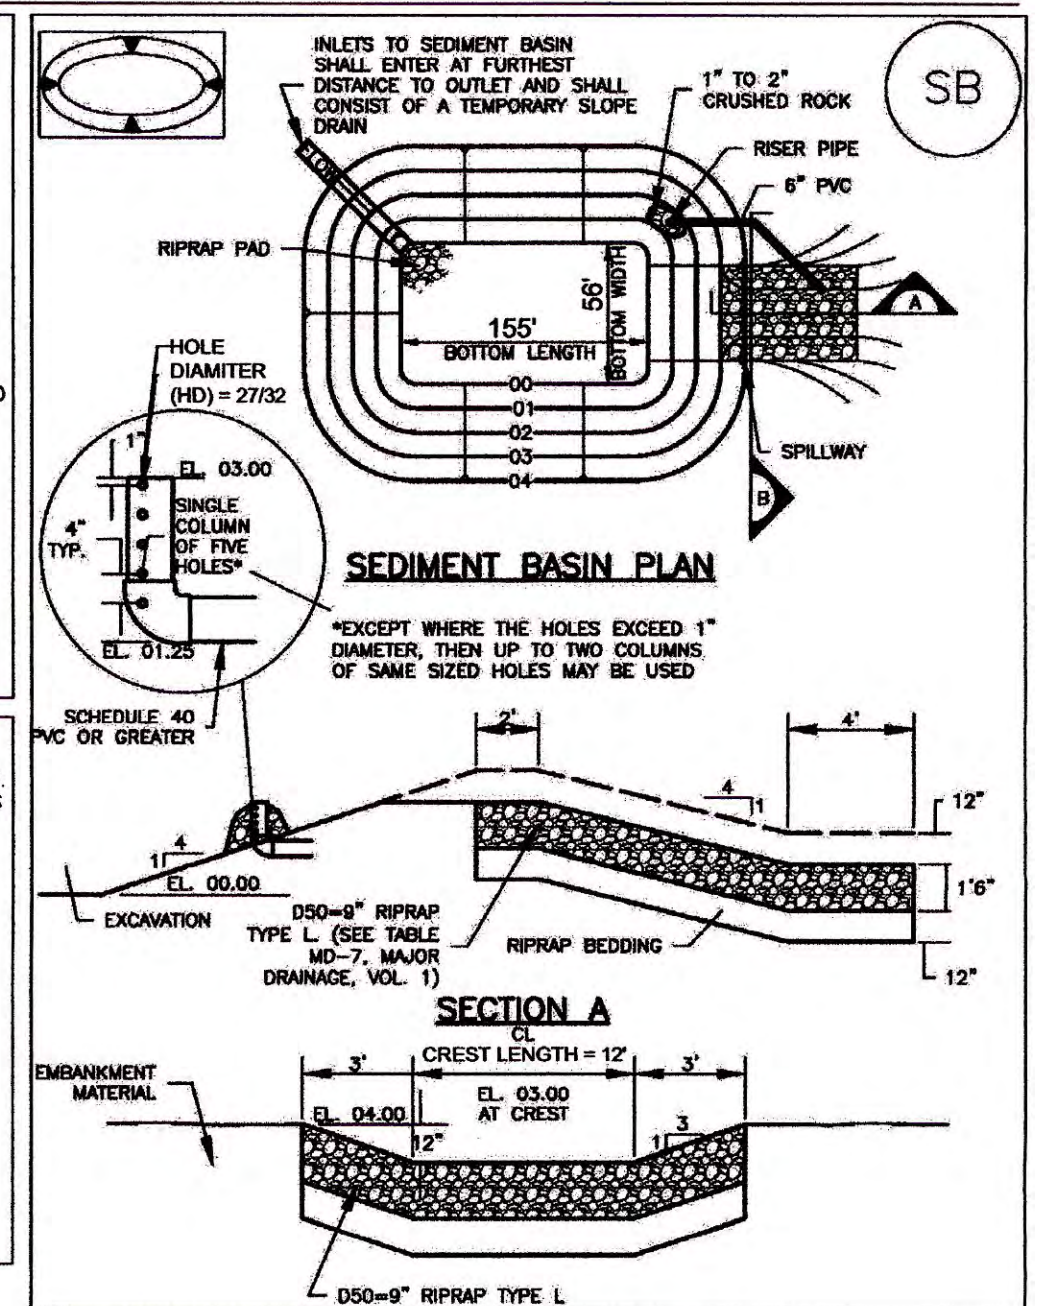 INLETS TO SEDIMENT BASIN
SHALL ENTER AT FURTHEST
DISTANCE TO OUTLET AND SHALL
CONSIST OF A TEMPORARY SLOPE
DRAIN
1" TO 2"
CRUSHED ROCK
SB
RISER PIPE
6" PVC
FLOW
RIPRAP PAD
56'
BOTTOM WIDTH
155'
BOTTOM LENGTH
A
00
01
02
03
04
SPILLWAY
B
HOLE
DIAMITER
(HD) = 27/32
1"
EL. 03.00
SINGLE
COLUMN
OF FIVE
HOLES*
4"
TYP.
EL. 01.25
SEDIMENT BASIN PLAN
*EXCEPT WHERE THE HOLES EXCEED 1"
DIAMETER, THEN UP TO TWO COLUMNS
OF SAME SIZED HOLES MAY BE USED
SCHEDULE 40
PVC OR GREATER
2'
4'
4
1
12"
4
1
EL. 00.00
EXCAVATION
1'6"
D50=9" RIPRAP
TYPE L. (SEE TABLE
MD-7, MAJOR
DRAINAGE, VOL. 1)
RIPRAP BEDDING
12"
SECTION A
CL
CREST LENGTH = 12'
3'
3'
EMBANKMENT
MATERIAL
EL. 04.00
EL. 03.00
AT CREST
12"
3
1
D50=9" RIPRAP TYPE L